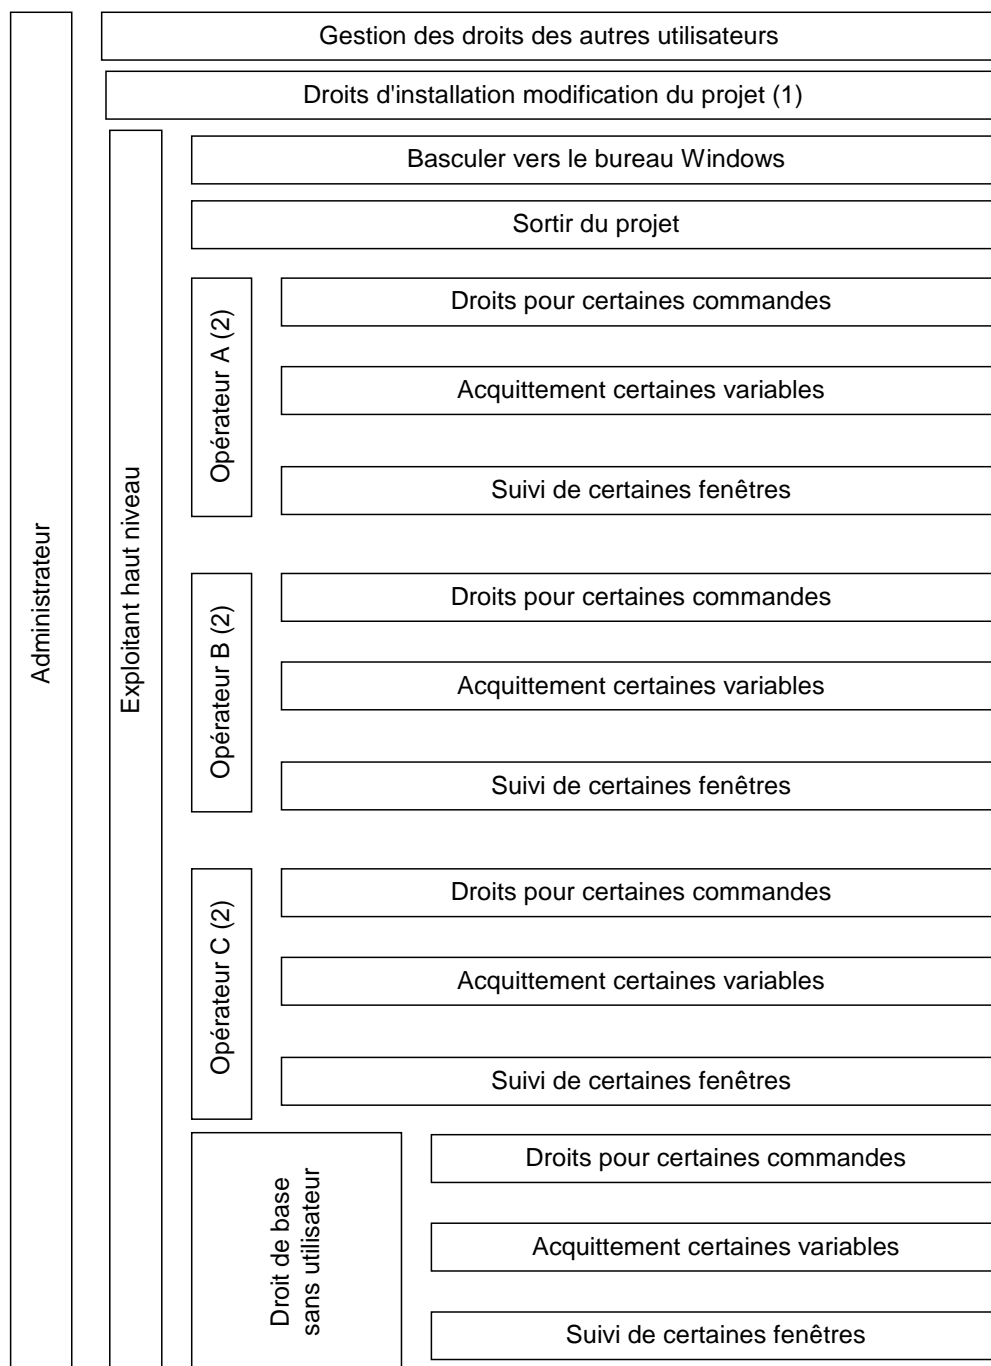 Administrateur
Gestion des droits des autres utilisateurs
Droits d'installation modification du projet (1)
Exploitant haut niveau
Basculer vers le bureau Windows
Sortir du projet
Opérateur A (2)
Droits pour certaines commandes
Acquittement certaines variables
Suivi de certaines fenêtres
Opérateur B (2)
Droits pour certaines commandes
Acquittement certaines variables
Suivi de certaines fenêtres
Opérateur C (2)
Droits pour certaines commandes
Acquittement certaines variables
Suivi de certaines fenêtres
Droit de base
sans utilisateur
Droits pour certaines commandes
Acquittement certaines variables
Suivi de certaines fenêtres